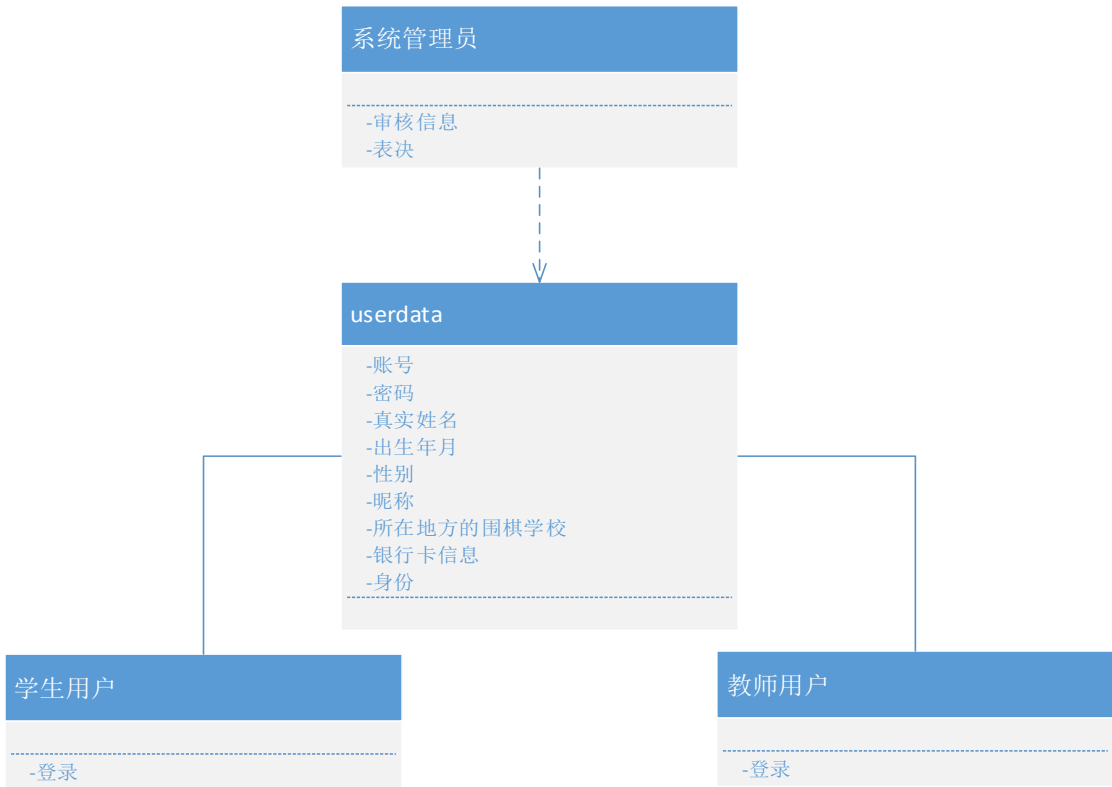 系统管理员
-审核信息
-表决
userdata
-账号
-密码
-真实姓名
-出生年月
-性别
-昵称
-所在地方的围棋学校
-银行卡信息
-身份
学生用户
-登录
教师用户
-登录